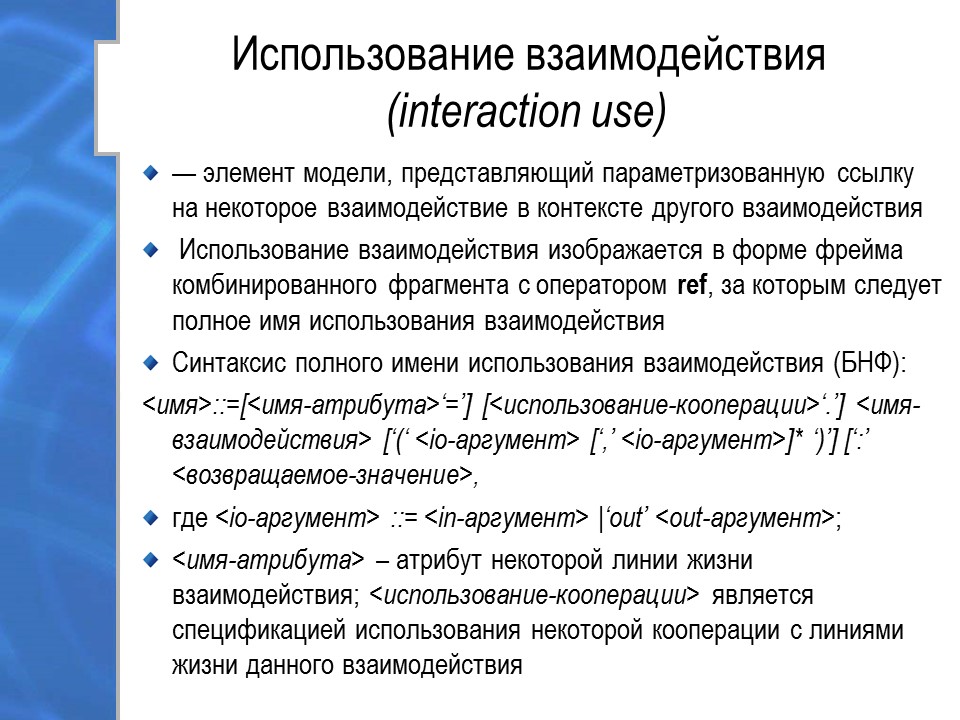 Использование взаимодействия
(interaction use)
— элемент модели, представляющий параметризованную ссылку
на некоторое взаимодействие в контексте другого взаимодействия
Использование взаимодействия изображается в форме фрейма
комбинированного фрагмента с оператором ref, за которым следует
полное имя использования взаимодействия
Синтаксис полного имени использования взаимодействия (БНФ):
<имя>::=[<имя-атрибута>‘=’] [<использование-кооперации>‘.’] <имя-
взаимодействия> [‘(‘ <io-аргумент> [‘,’ <io-аргумент>]* ‘)’] [‘:’
<возвращаемое-значение>,
где <io-аргумент> ::= <in-аргумент> |‘out’ <out-аргумент>;
<имя-атрибута> – атрибут некоторой линии жизни
взаимодействия; <использование-кооперации> является
спецификацией использования некоторой кооперации с линиями
жизни данного взаимодействия